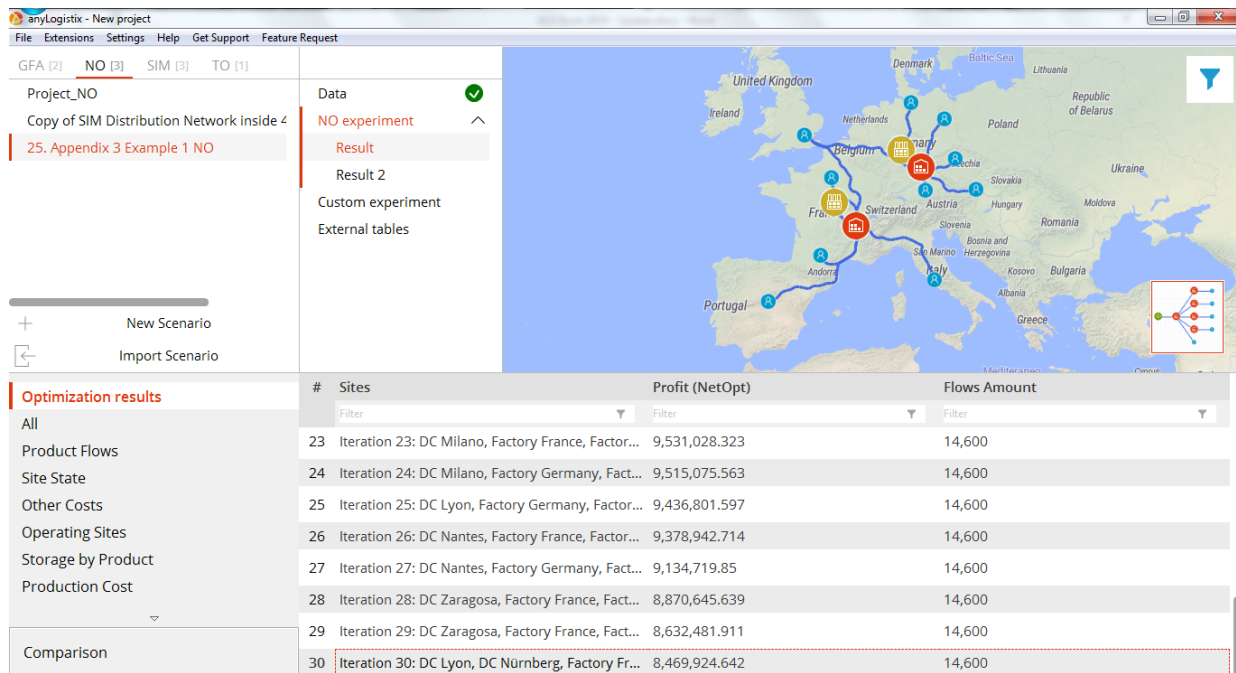 anyLogistix - New project
File Extensions Settings Help Get Support Feature Request
GFA [2] NO [3] SIM [3] TO [1]
Project_NO
Copy of SIM Distribution Network inside 4
25. Appendix 3 Example 1 NO
New Scenario
Import Scenario
Data
NO experiment
Result
Result 2
Custom experiment
External tables
Denmark
Baltic Sea
Lithuania
United Kingdom
Republic
of Belarus
Ireland
Netherlands
Poland
Belgium
many
echia
Ukraine
Slovakia
Fra
Switzerland
Austria
Hungary
Moldova
Slovenia
Romania
Bosnia and
Herzegovina
San Marino
Andorra
Italy
Kosovo
Bulgaria
Albania
Portugal
Greece
Mediterranea
Cyprus
Optimization results
All
Product Flows
Site State
Other Costs
Operating Sites
Storage by Product
Production Cost
Comparison
# Sites Profit (NetOpt) Flows Amount
Filter Filter Filter
23 Iteration 23: DC Milano, Factory France, Factor... 9,531,028.323 14,600
24 Iteration 24: DC Milano, Factory Germany, Fact... 9,515,075.563 14,600
25 Iteration 25: DC Lyon, Factory Germany, Factor... 9,436,801.597 14,600
26 Iteration 26: DC Nantes, Factory France, Factor... 9,378,942.714 14,600
27 Iteration 27: DC Nantes, Factory Germany, Fact... 9,134,719.85 14,600
28 Iteration 28: DC Zaragosa, Factory France, Fact... 8,870,645.639 14,600
29 Iteration 29: DC Zaragosa, Factory France, Fact... 8,632,481.911 14,600
30 Iteration 30: DC Lyon, DC Nürnberg, Factory Fr... 8,469,924.642 14,600